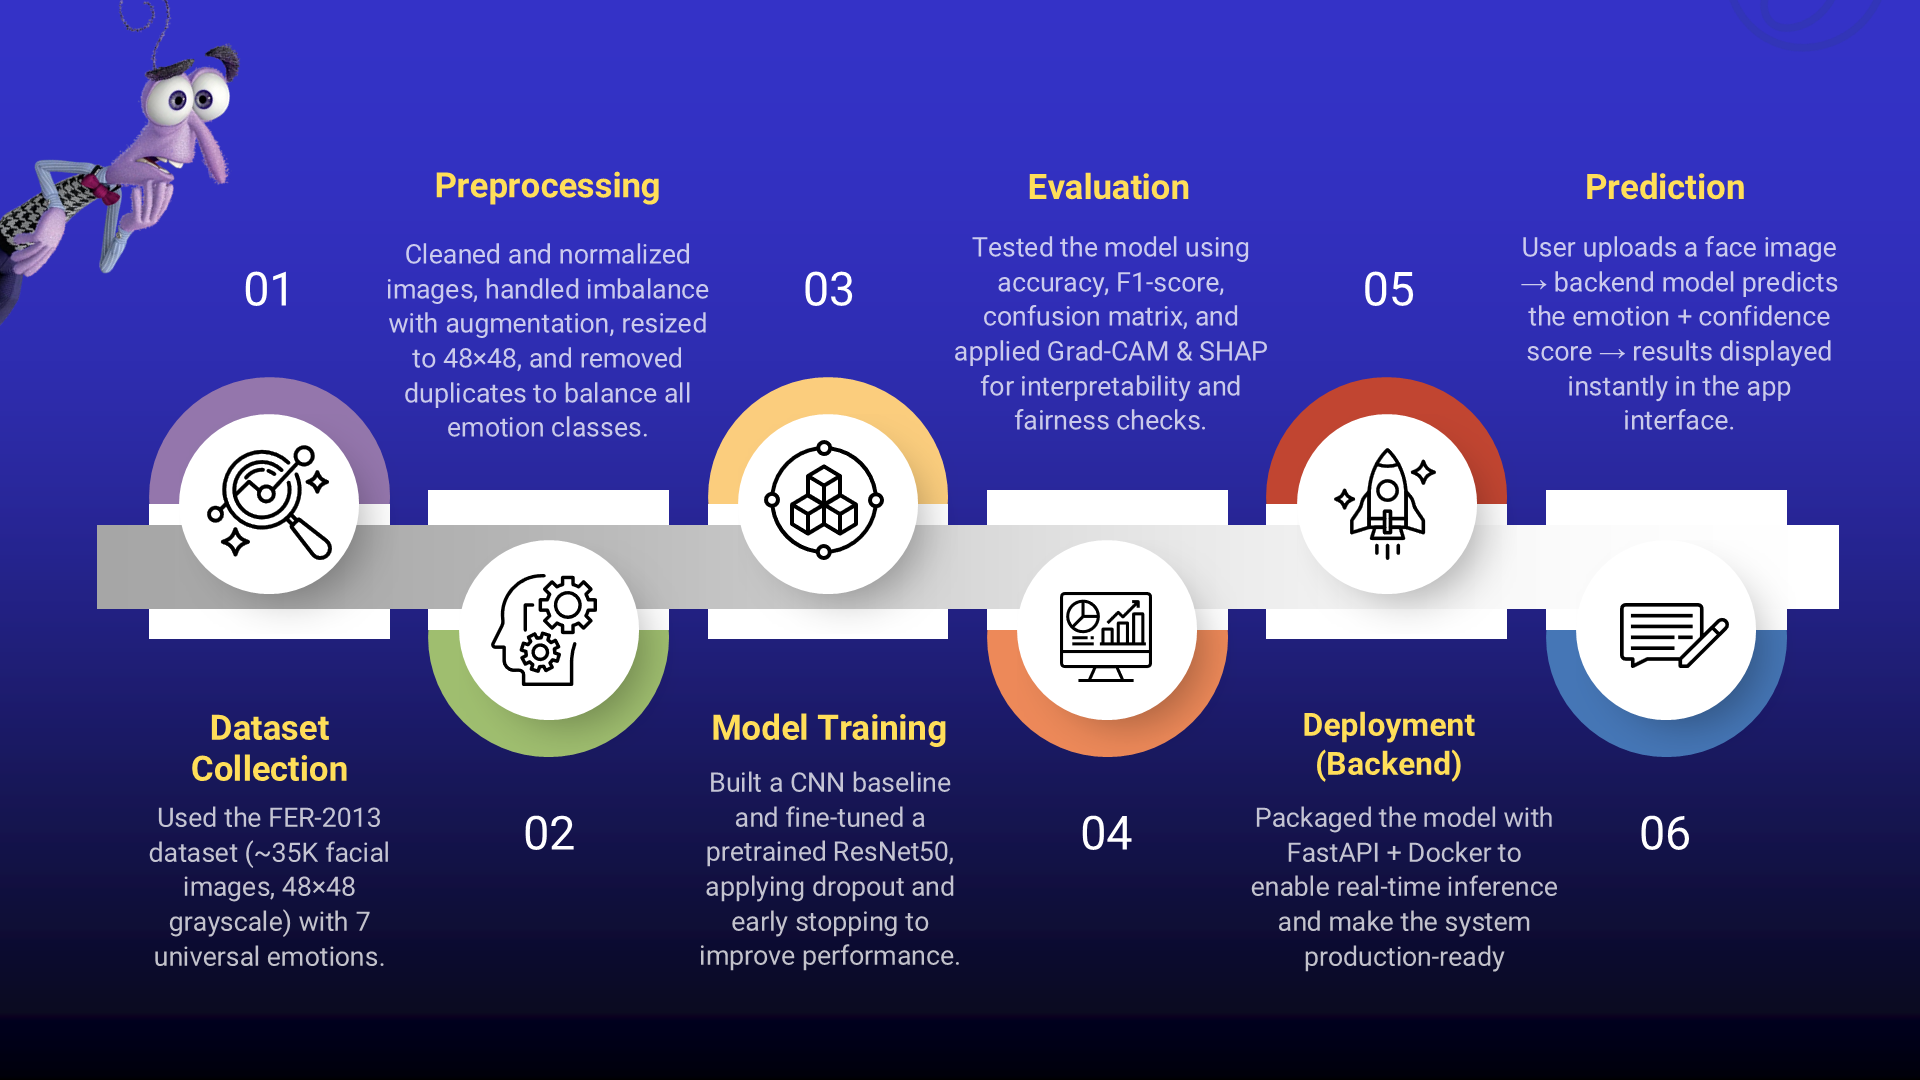 01
Dataset
Collection
Used the FER-2013
dataset (~35K facial
images, 48×48
grayscale) with 7
universal emotions.
Preprocessing
Cleaned and normalized
images, handled imbalance
with augmentation, resized
to 48×48, and removed
duplicates to balance all
emotion classes.
02
03
Model Training
Built a CNN baseline
and fine-tuned a
pretrained ResNet50,
applying dropout and
early stopping to
improve performance.
Evaluation
Tested the model using
accuracy, F1-score,
confusion matrix, and
applied Grad-CAM & SHAP
for interpretability and
fairness checks.
04
05
Deployment
(Backend)
Packaged the model with
FastAPI + Docker to
enable real-time inference
and make the system
production-ready
Prediction
User uploads a face image
→ backend model predicts
the emotion + confidence
score → results displayed
instantly in the app
interface.
06